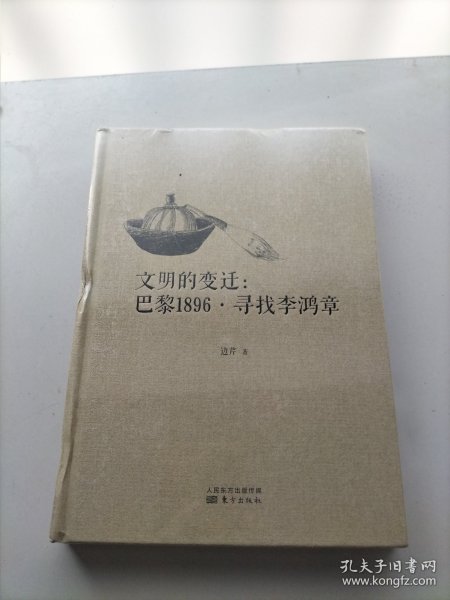 文明的变迁:
巴黎1896·寻找李鸿章
边芹 著
人民东方出版传媒
东方出版社
孔夫子旧书网
www.kongfz.com